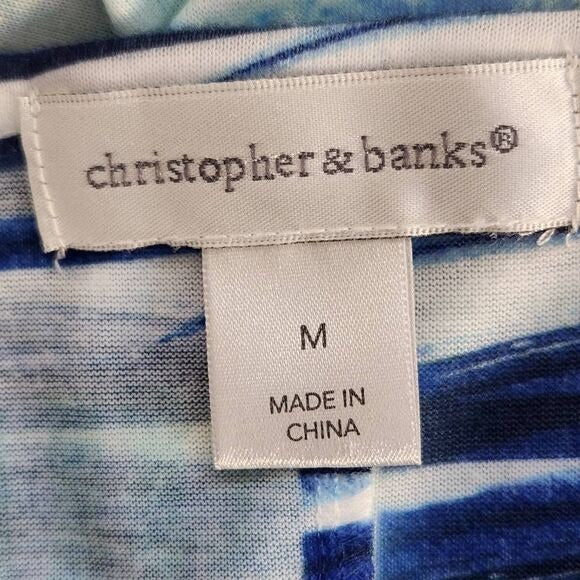 christopher & banks®
M
MADE IN
CHINA